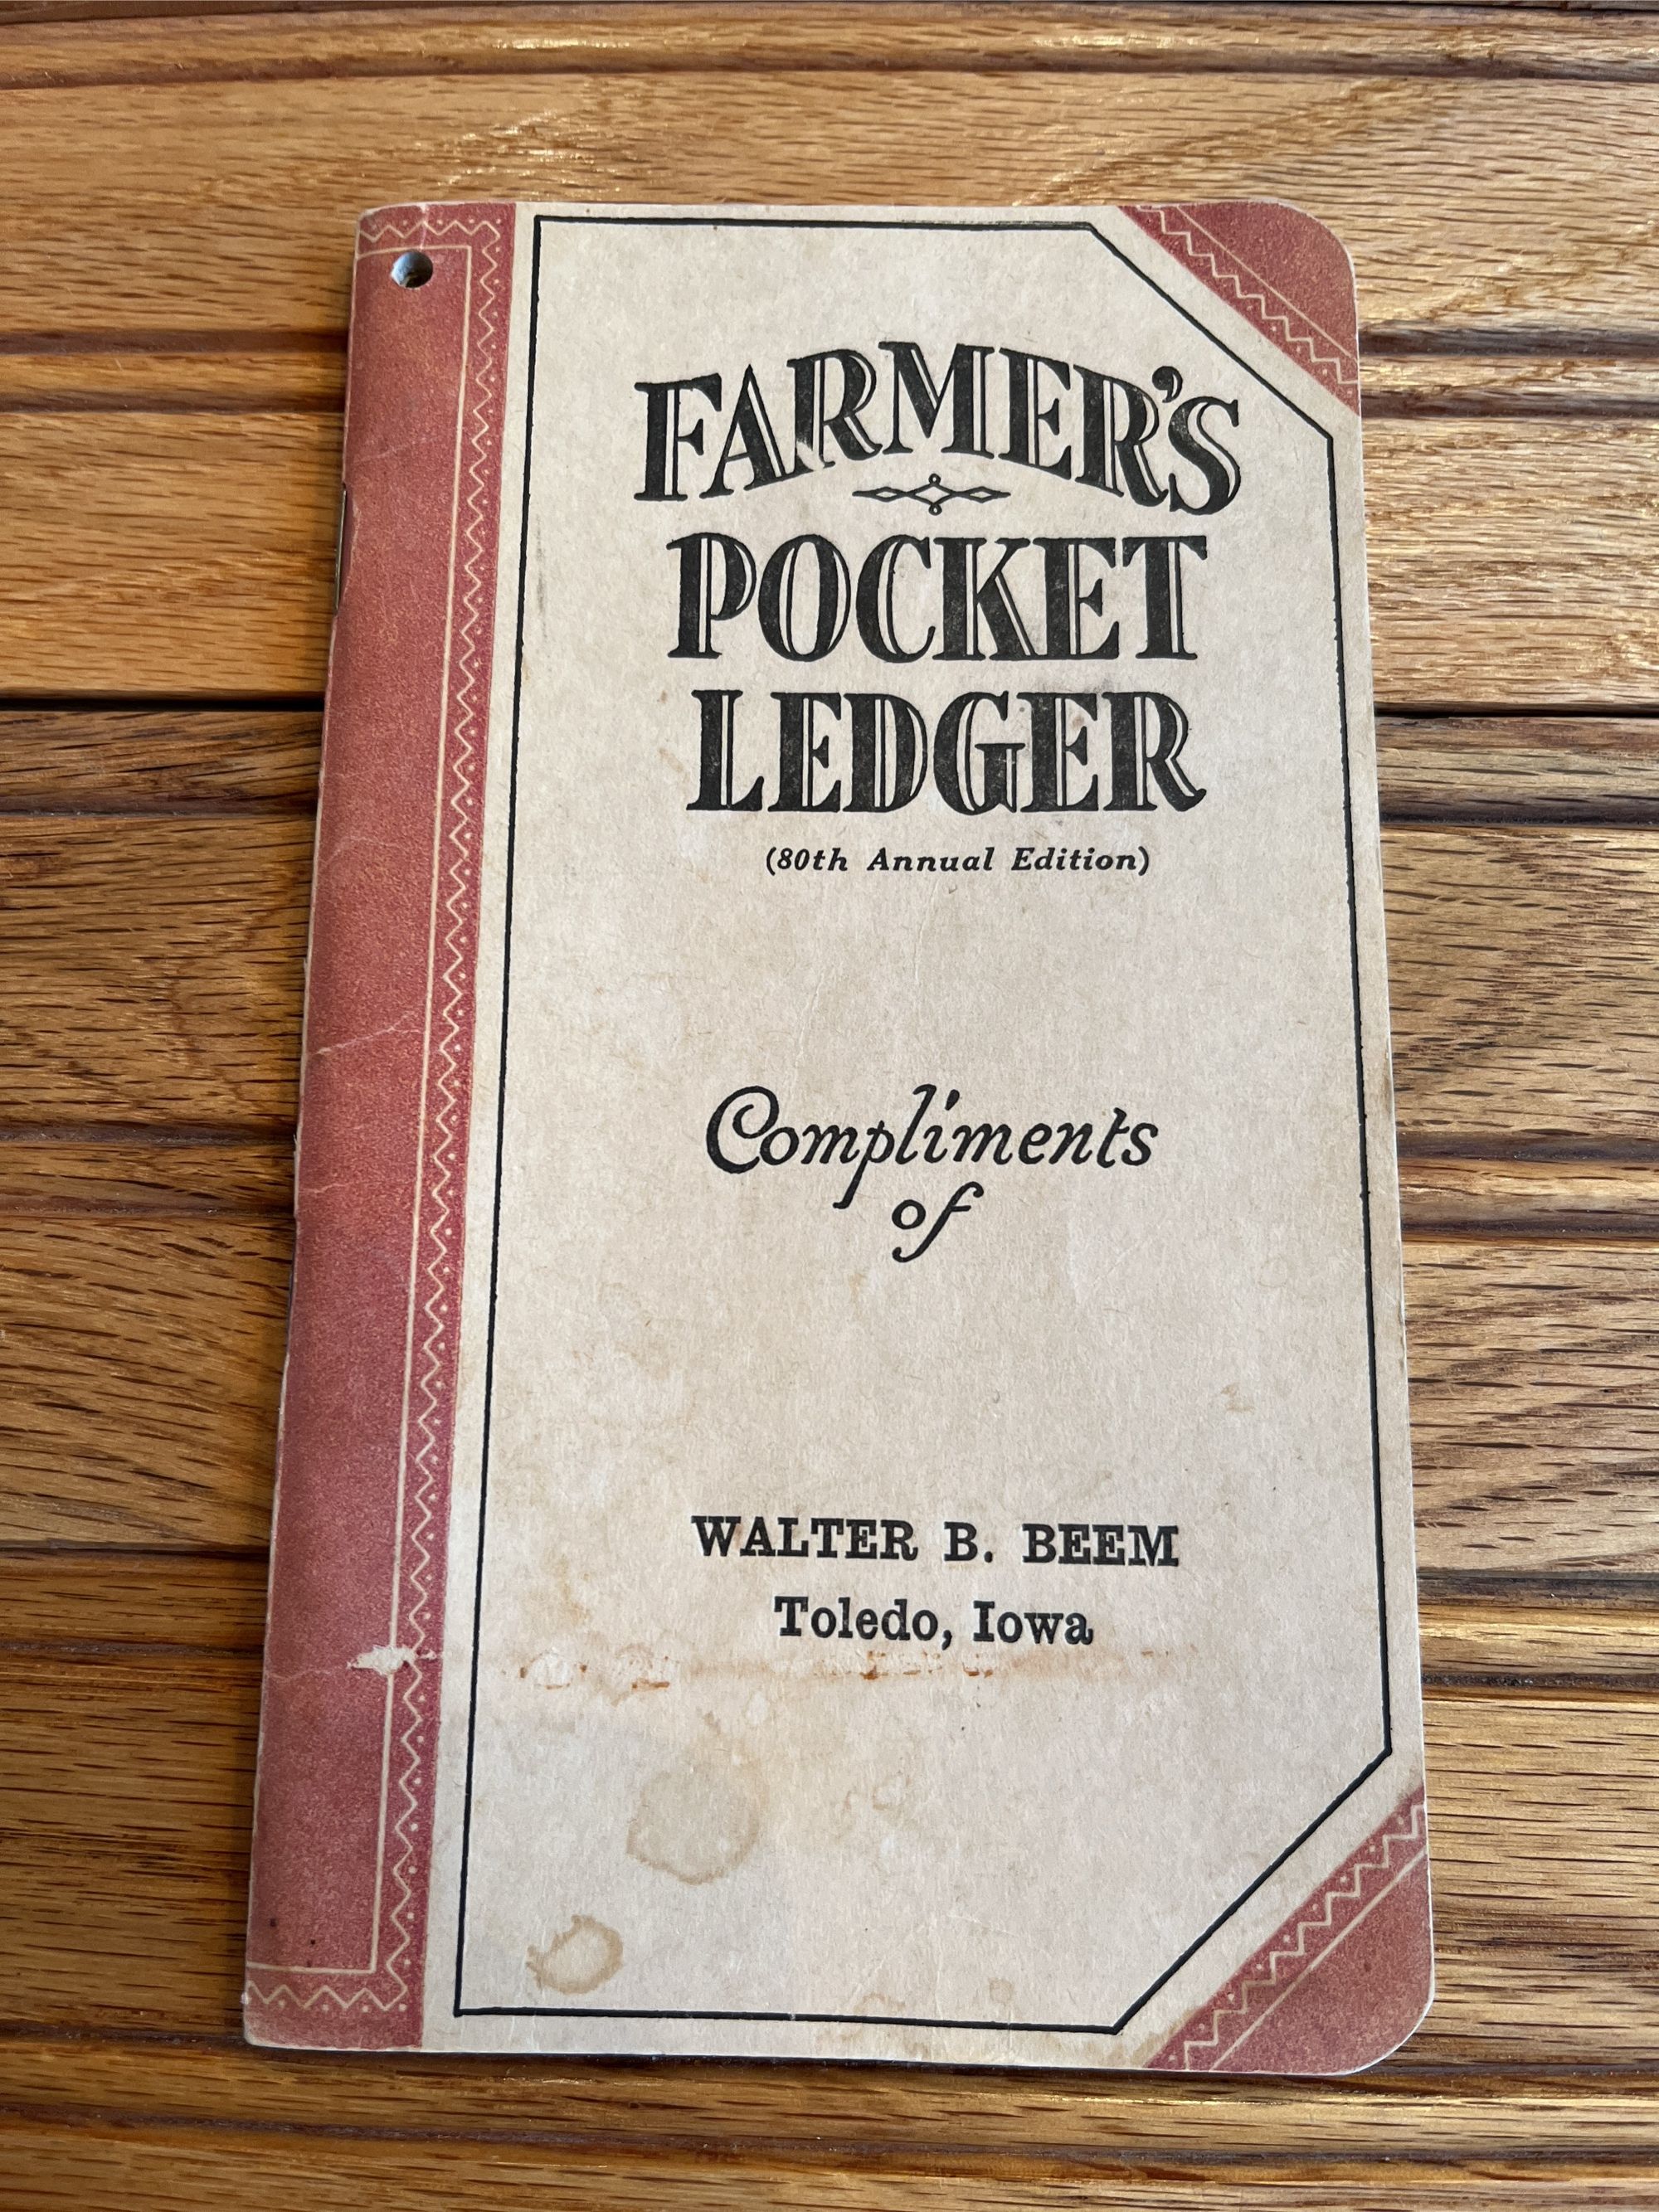 FARMER'S
POCKET
LEDGER
(80th Annual Edition)
Compliments
of
WALTER B. BEEM
Toledo, Iowa